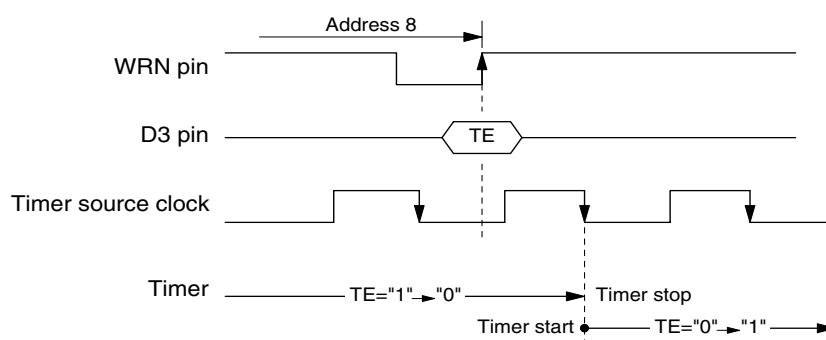 Address 8
WRN pin
D3 pin
TE
Timer source clock
Timer
TE="1"→"0"
Timer stop
Timer start
TE="0"→"1"